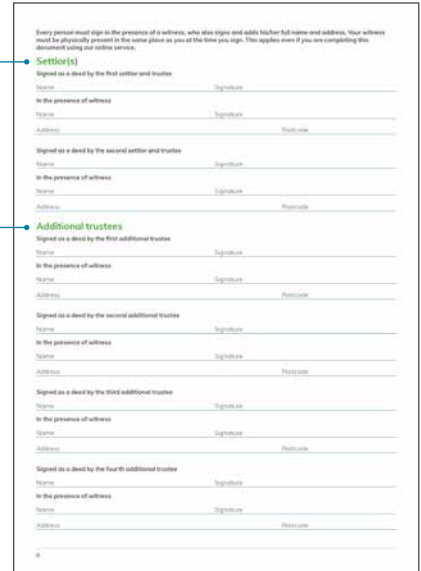 Every person must sign in the presence of a witness, who also signs and adds his/her full name and address. Your witness
must be physically present in the same place as you at the time you sign. This applies even if you are completing this
document using our online service.
Settlor(s)
Signed as a deed by the first settlor and trustee
Name Signature
In the presence of witness
Name Signature
Address Postcode
Signed as a deed by the second settlor and trustee
Name Signature
In the presence of witness
Name Signature
Address Postcode
Additional trustees
Signed as a deed by the first additional trustee
Name Signature
In the presence of witness
Name Signature
Address Postcode
Signed as a deed by the second additional trustee
Name Signature
In the presence of witness
Name Signature
Address Postcode
Signed as a deed by the third additional trustee
Name Signature
In the presence of witness
Name Signature
Address Postcode
Signed as a deed by the fourth additional trustee
Name Signature
In the presence of witness
Name Signature
Address Postcode